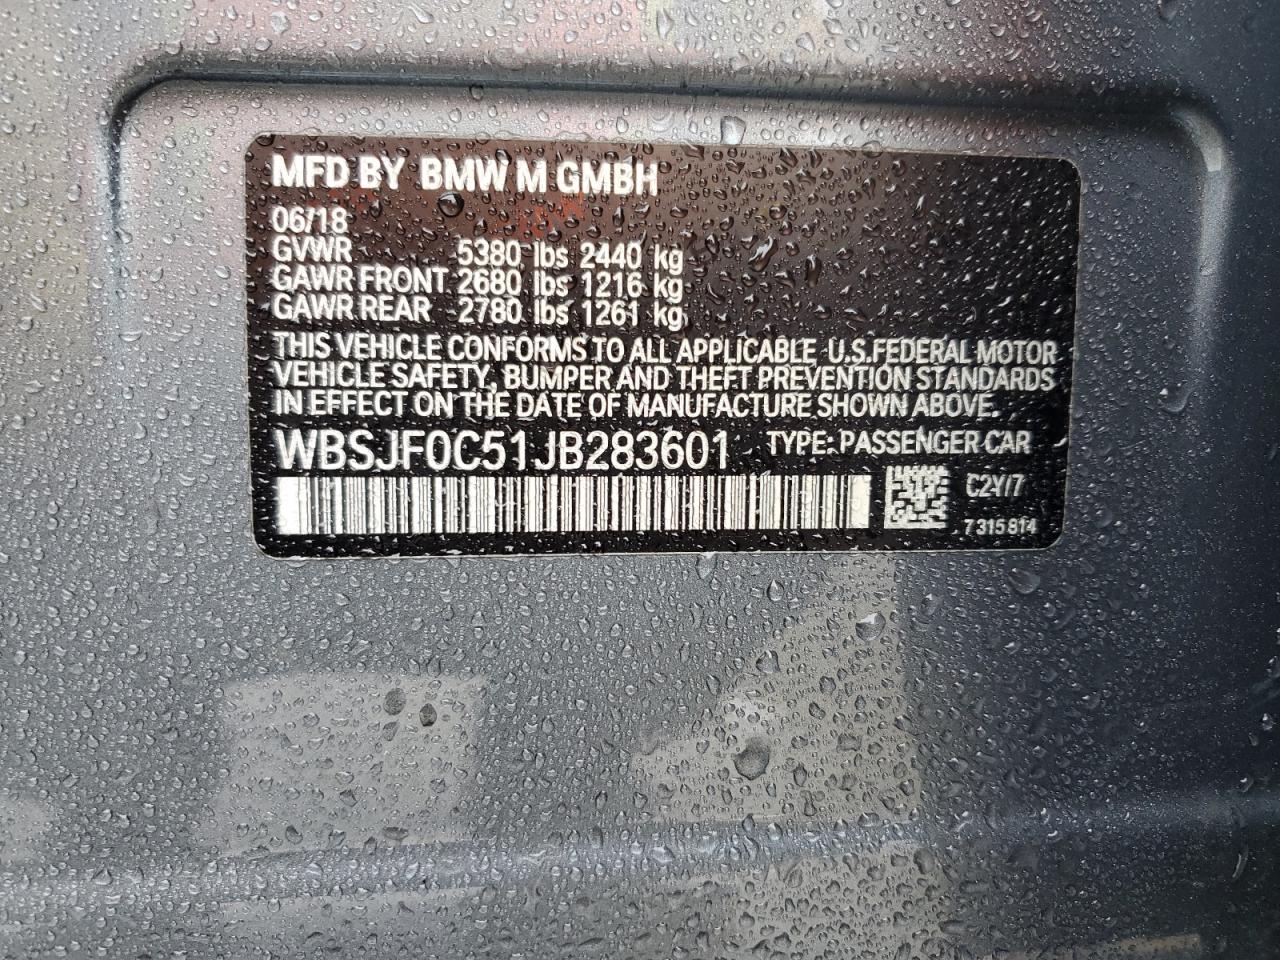 MFD BY BMW M GMBH
06/18
GVWR 5380 lbs 2440 kg
GAWR FRONT 2680 lbs 1216 kg
GAWR REAR 2780 lbs 1261 kg
THIS VEHICLE CONFORMS TO ALL APPLICABLE U.S. FEDERAL MOTOR
VEHICLE SAFETY, BUMPER AND THEFT PREVENTION STANDARDS
IN EFFECT ON THE DATE OF MANUFACTURE SHOWN ABOVE.
WBSJF0C51JB283601 TYPE: PASSENGER CAR
C2Y/7
7 315 814